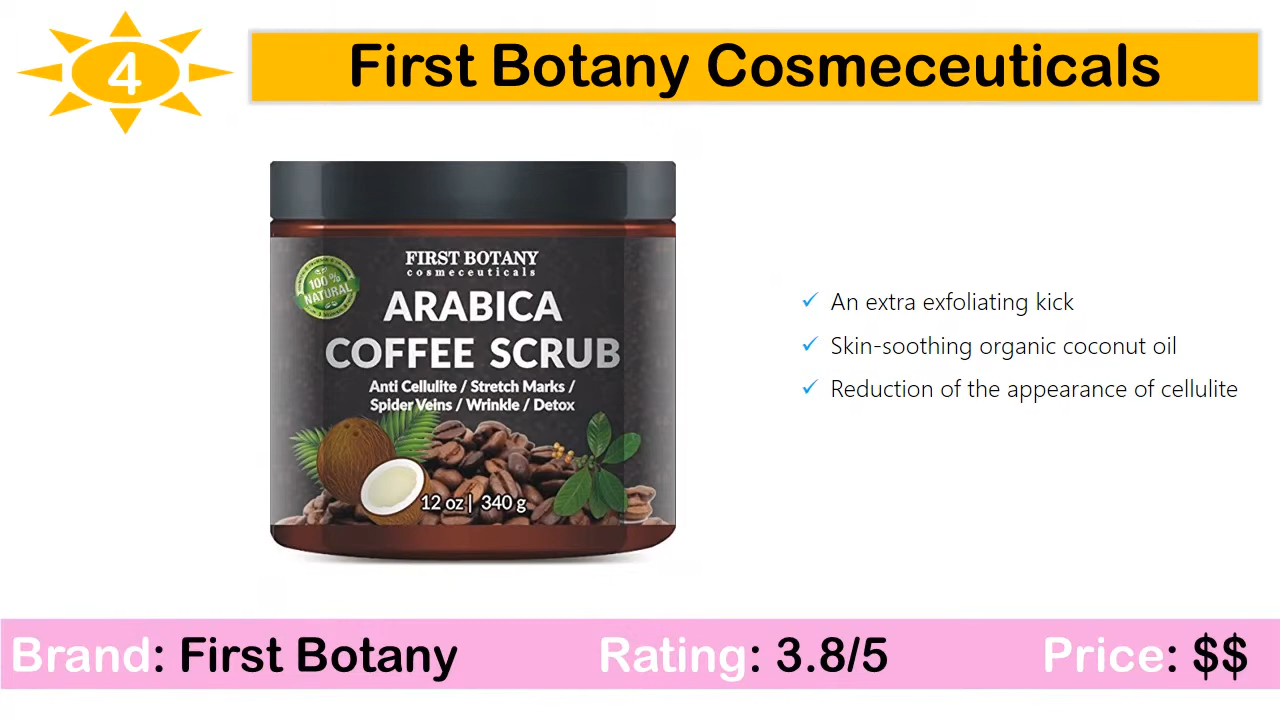 4
First Botany Cosmeceuticals
FIRST BOTANY
cosmeceuticals
100%
NATURAL
ARABICA
COFFEE SCRUB
Anti Cellulite / Stretch Marks /
Spider Veins / Wrinkle / Detox
12 oz| 340 g
✓ An extra exfoliating kick
✓ Skin-soothing organic coconut oil
✓ Reduction of the appearance of cellulite
Brand: First Botany Rating: 3.8/5 Price: $$